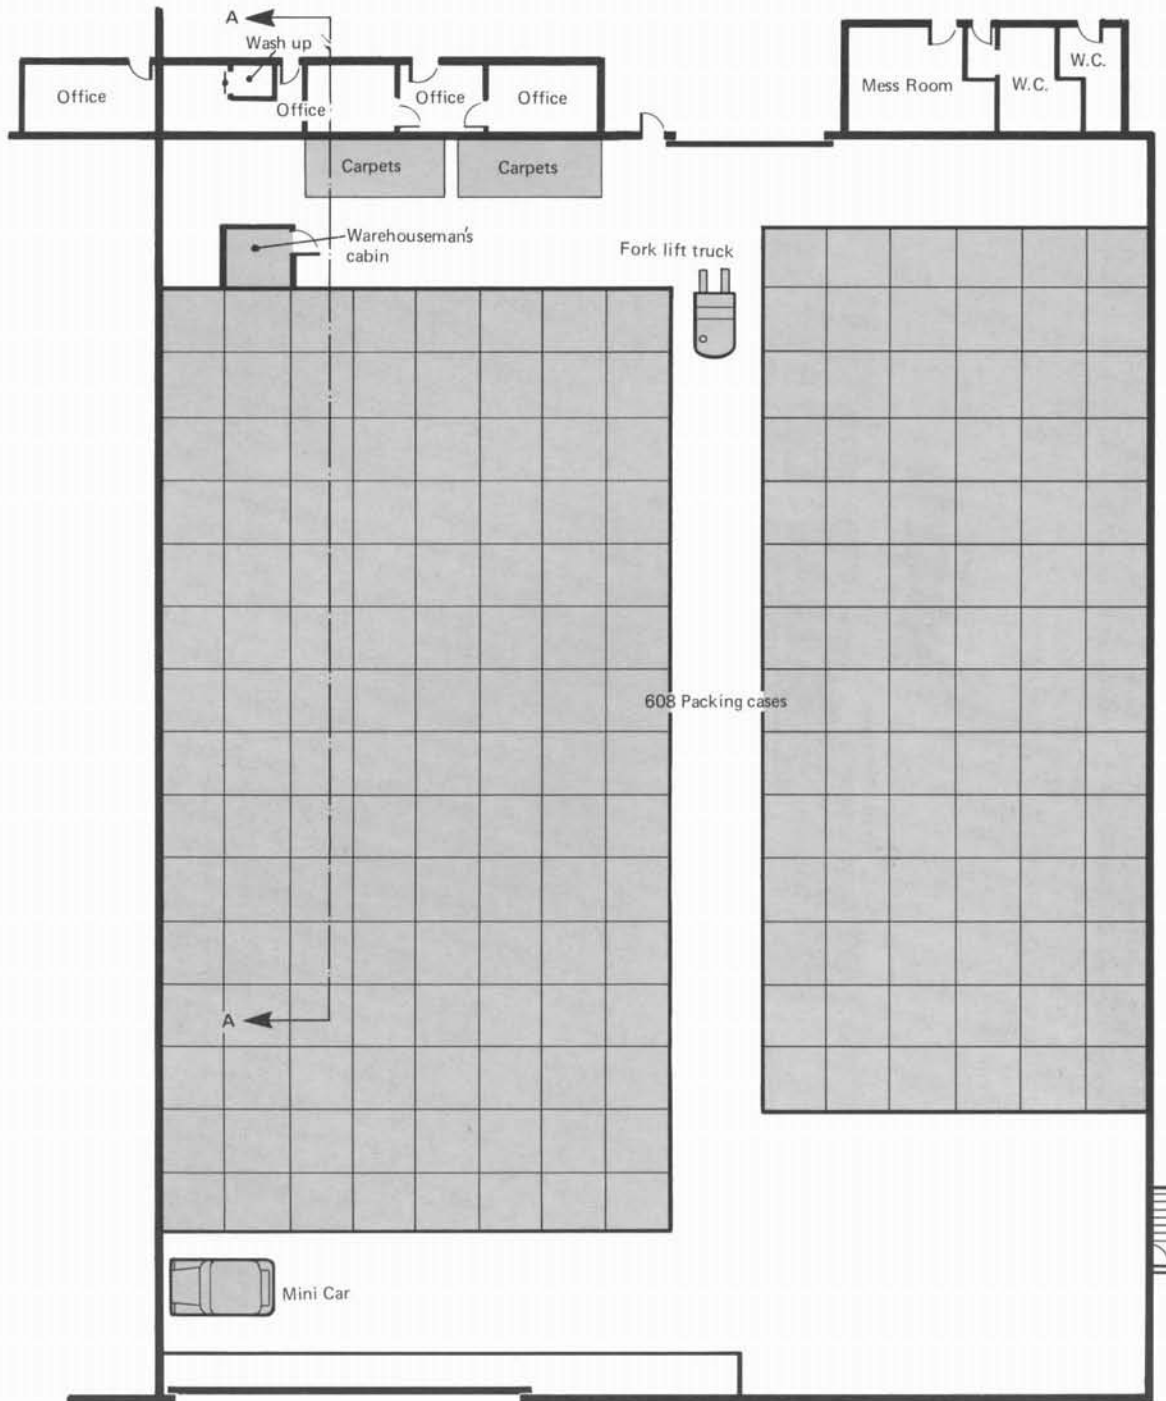 A
Wash up
Office
Office
Office
Office
Mess Room
W.C.
W.C.
Carpets
Carpets
Warehouseman's
cabin
Fork lift truck
608 Packing cases
A
Mini Car